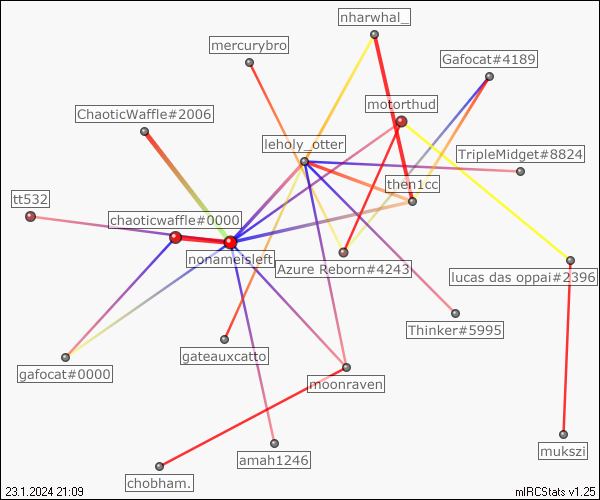 nharwhal_
mercurybro
Gafocat#4189
ChaoticWaffle#2006
motorthud
leholy_otter
TripleMidget#8824
then1cc
tt532
chaoticwaffle#0000
nonameisleft
Azure Reborn#4243
lucas das oppai#2396
Thinker#5995
gateauxcatto
gafocat#0000
moonraven
amah1246
mukszi
chobham.
23.1.2024 21:09
mIRCStats v1.25